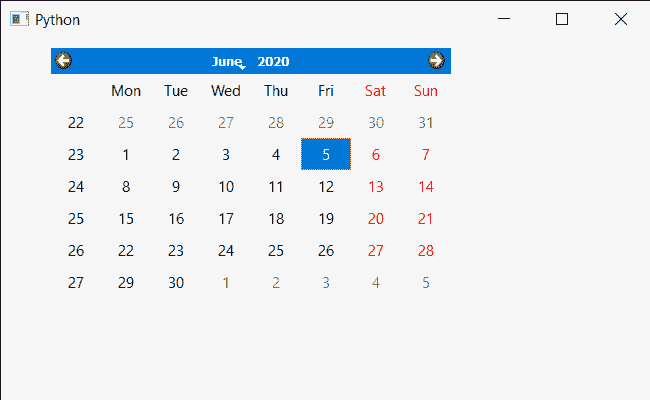 Python
June 2020
Mon Tue Wed Thu Fri Sat Sun
22 25 26 27 28 29 30 31
23 1 2 3 4 5 6 7
24 8 9 10 11 12 13 14
25 15 16 17 18 19 20 21
26 22 23 24 25 26 27 28
27 29 30 1 2 3 4 5